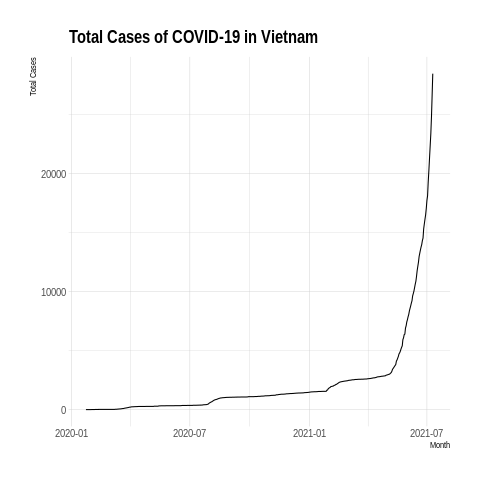 Total Cases of COVID-19 in Vietnam
Total Cases
20000
10000
0
2020-01
2020-07
2021-01
2021-07
Month